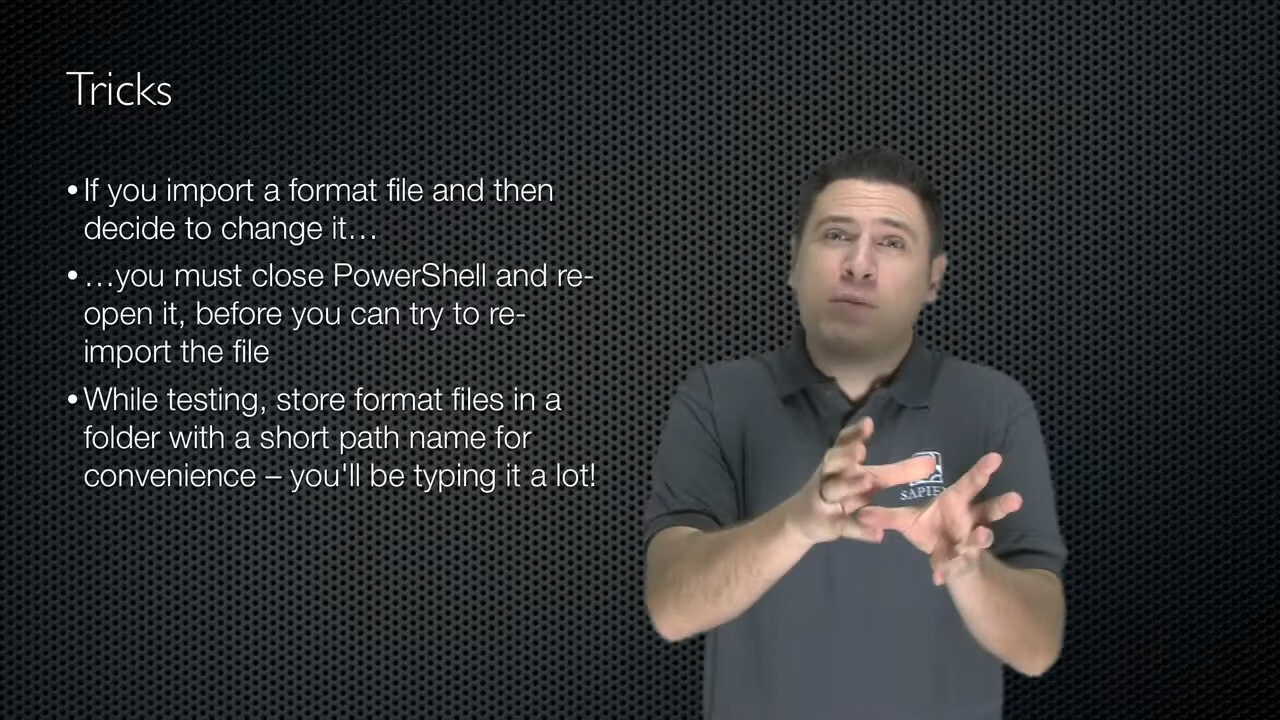 Tricks
• If you import a format file and then
decide to change it…
• …you must close PowerShell and re-
open it, before you can try to re-
import the file
• While testing, store format files in a
folder with a short path name for
convenience – you'll be typing it a lot!